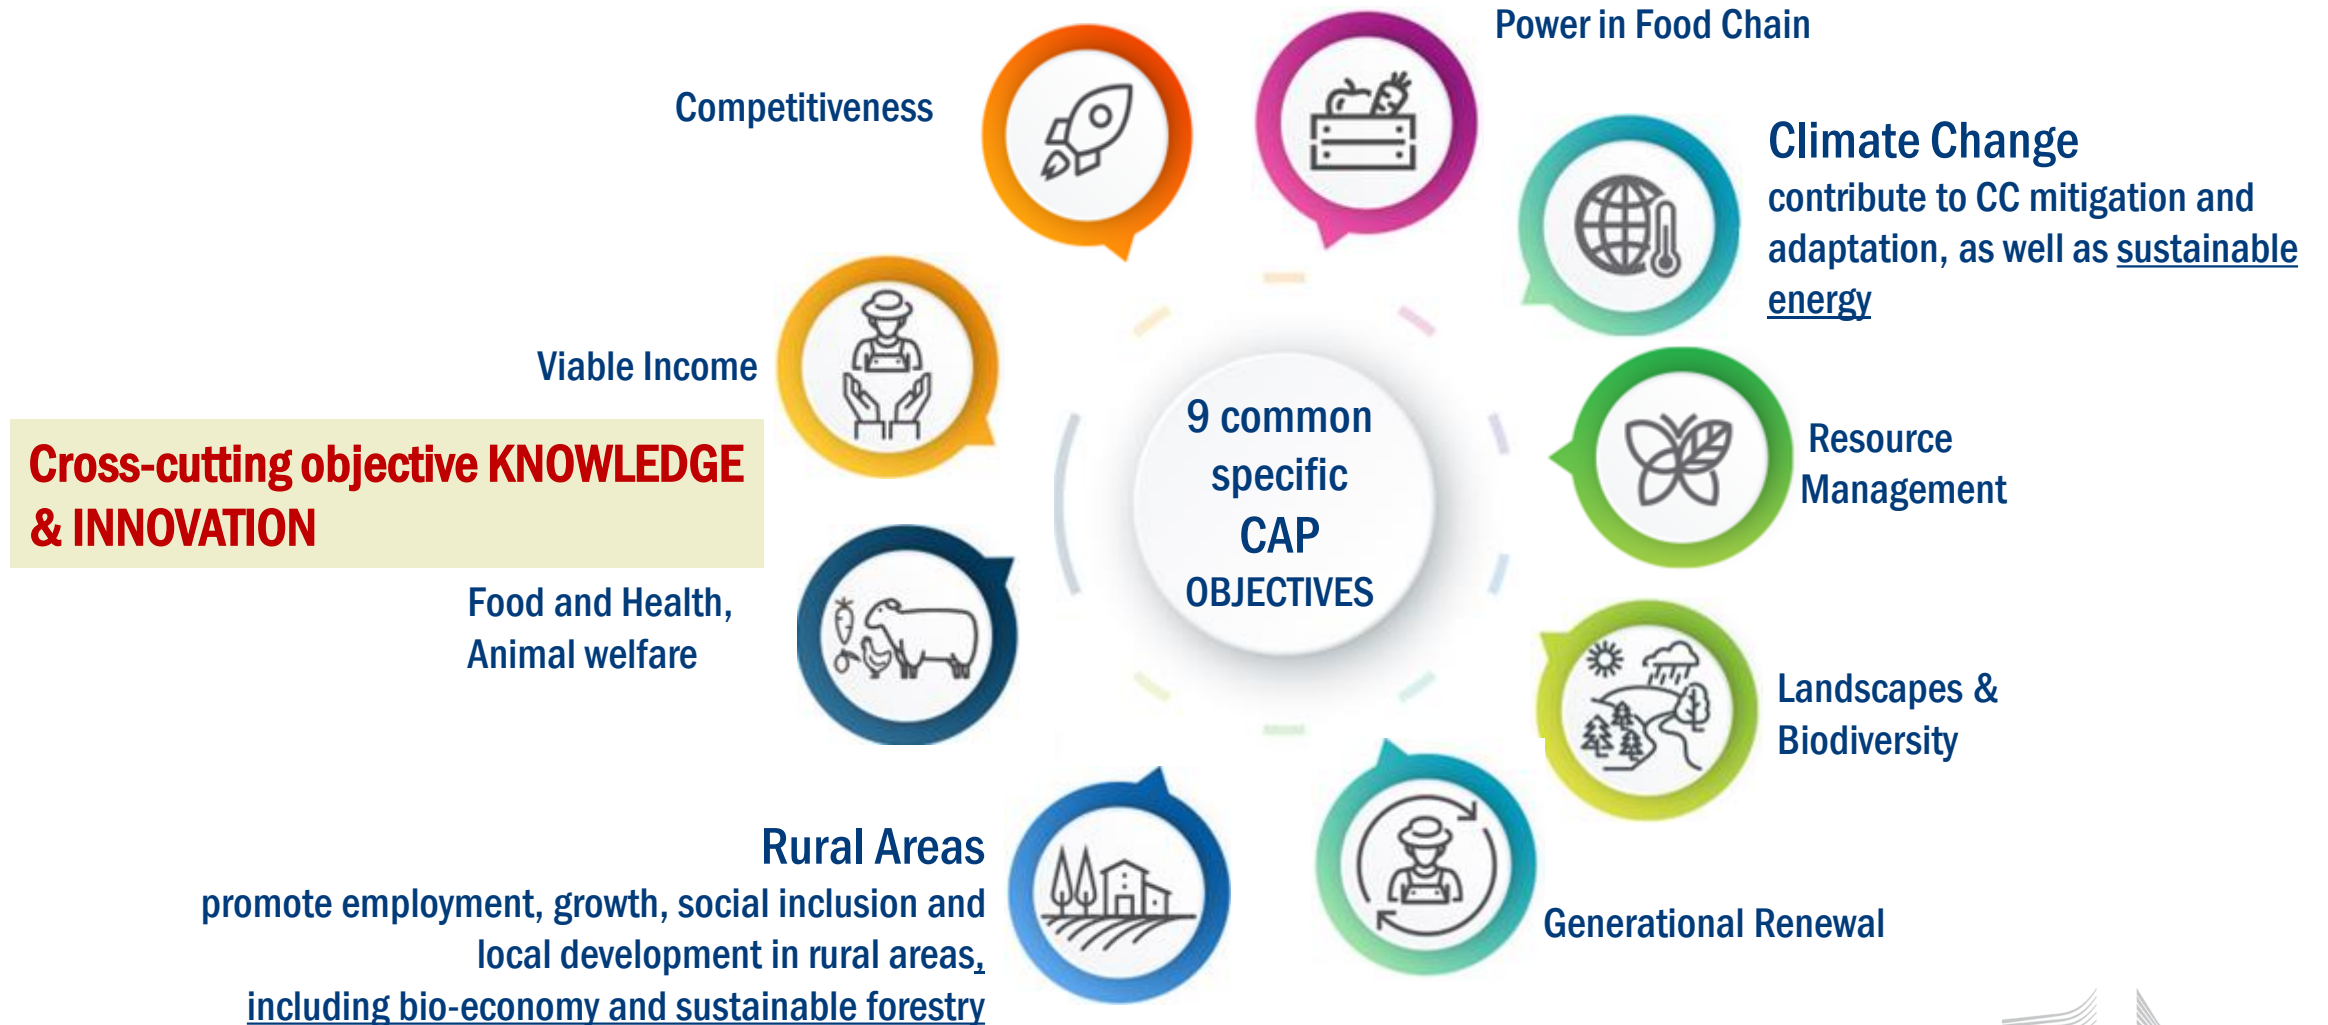 Power in Food Chain
Competitiveness
Climate Change
contribute to CC mitigation and
adaptation, as well as sustainable
energy
Viable Income
9 common
specific
CAP
OBJECTIVES
Resource
Management
Cross-cutting objective KNOWLEDGE
& INNOVATION
Food and Health,
Animal welfare
Landscapes &
Biodiversity
Rural Areas
promote employment, growth, social inclusion and
local development in rural areas,
including bio-economy and sustainable forestry
Generational Renewal